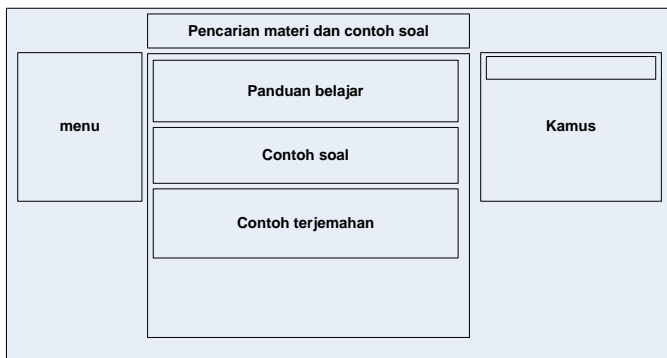 Pencarian materi dan contoh soal
menu
Panduan belajar
Contoh soal
Contoh terjemahan
Kamus